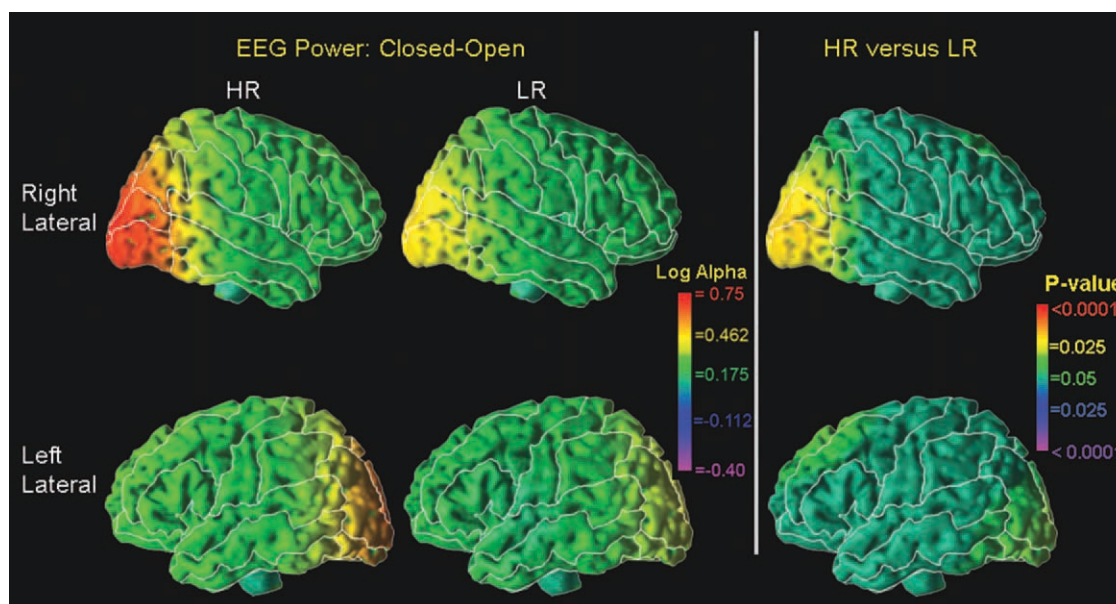 EEG Power: Closed-Open
HR versus LR
HR
LR
Right
Lateral
Log Alpha
= 0.75
=0.462
=0.175
=-0.112
=-0.40
P-value
<0.0001
=0.025
=0.05
=0.025
< 0.0001
Left
Lateral